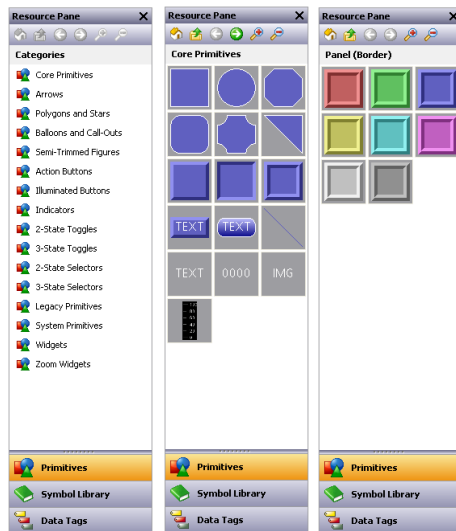 Resource Pane
Categories
Core Primitives
Arrows
Polygons and Stars
Balloons and Call-Outs
Semi-Trimmed Figures
Action Buttons
Illuminated Buttons
Indicators
2-State Toggles
3-State Toggles
2-State Selectors
3-State Selectors
Legacy Primitives
System Primitives
Widgets
Zoom Widgets
Primitives
Symbol Library
Data Tags
Resource Pane
Core Primitives
TEXT TEXT
TEXT 0000 IMG
Primitives
Symbol Library
Data Tags
Resource Pane
Panel (Border)
Primitives
Symbol Library
Data Tags